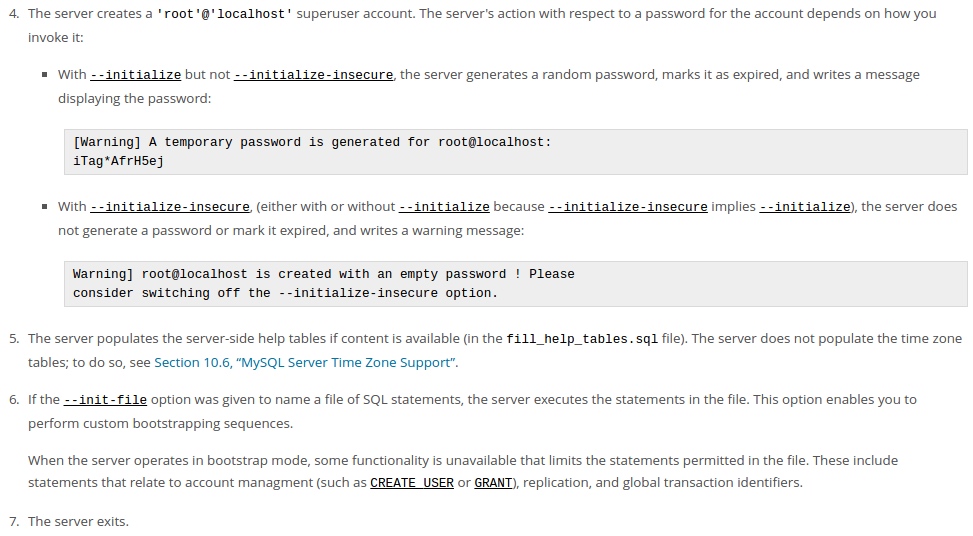 4. The server creates a 'root'@'localhost' superuser account. The server's action with respect to a password for the account depends on how you
invoke it:
▪ With --initialize but not --initialize-insecure, the server generates a random password, marks it as expired, and writes a message
displaying the password:
[Warning] A temporary password is generated for root@localhost:
iTag*AfrH5ej
▪ With --initialize-insecure, (either with or without --initialize because --initialize-insecure implies --initialize), the server does
not generate a password or mark it expired, and writes a warning message:
Warning] root@localhost is created with an empty password ! Please
consider switching off the --initialize-insecure option.
5. The server populates the server-side help tables if content is available (in the fill_help_tables.sql file). The server does not populate the time zone
tables; to do so, see Section 10.6, “MySQL Server Time Zone Support”.
6. If the --init-file option was given to name a file of SQL statements, the server executes the statements in the file. This option enables you to
perform custom bootstrapping sequences.
When the server operates in bootstrap mode, some functionality is unavailable that limits the statements permitted in the file. These include
statements that relate to account managment (such as CREATE USER or GRANT), replication, and global transaction identifiers.
7. The server exits.